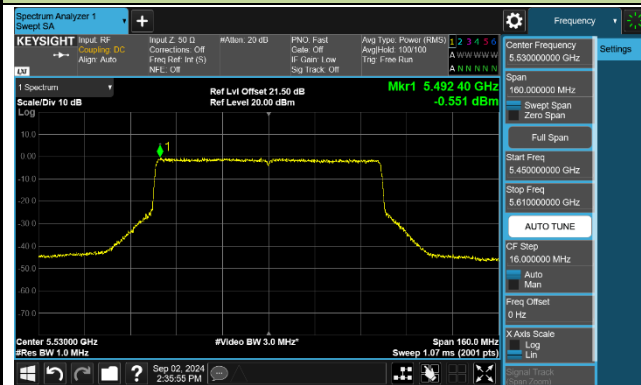 Spectrum Analyzer 1
Swept SA
+
Frequency
KEYSIGHT
Input: RF
Coupling: DC
Align: Auto
Input Z: 50 Ω
Corrections: Off
Freq Ref: Int (S)
NFE: Off
#Atten: 20 dB
PNO: Fast
Gate: Off
IF Gain: Low
Sig Track: Off
Avg Type: Power (RMS)
Avg|Hold: 100/100
Trig: Free Run
1 2 3 4 5 6
A W W W W W
A N N N N N
LXI
Center Frequency
5.530000000 GHz
Settings
Span
160.000000 MHz
Swept Span
Zero Span
Full Span
Start Freq
5.450000000 GHz
Stop Freq
5.610000000 GHz
AUTO TUNE
CF Step
16.000000 MHz
Auto
Man
Freq Offset
0 Hz
X Axis Scale
Log
Lin
Signal Track
(Span Zoom)
1 Spectrum
Scale/Div 10 dB
Ref Lvl Offset 21.50 dB
Ref Level 20.00 dBm
Mkr1 5.492 40 GHz
-0.551 dBm
Log
10.0
0.00
-10.0
-20.0
-30.0
-40.0
-50.0
-60.0
-70.0
1
Center 5.53000 GHz
#Res BW 1.0 MHz
#Video BW 3.0 MHz*
Span 160.0 MHz
Sweep 1.07 ms (2001 pts)
?
Sep 02, 2024
2:35:55 PM